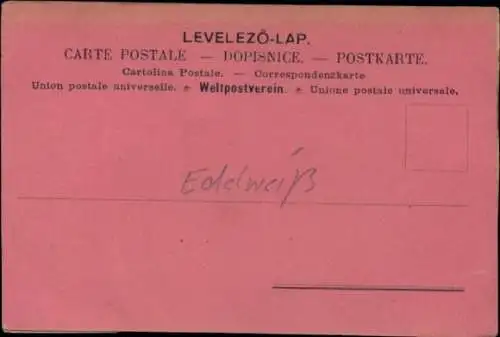 LEVELEZŐ-LAP.
CARTE POSTALE — DOPISNICE. — POSTKARTE.
Cartolina Postale. — Correspondenzkarte
Union postale universelle. * Weltpostverein. * Unione postale universale.
Edelweiß